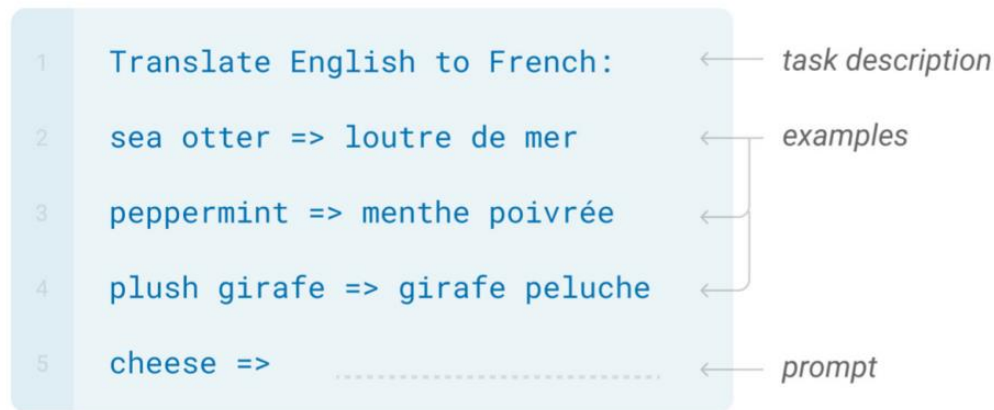 1 Translate English to French: task description
2 sea otter => loutre de mer examples
3 peppermint => menthe poivrée
4 plush girafe => girafe peluche
5 cheese => prompt